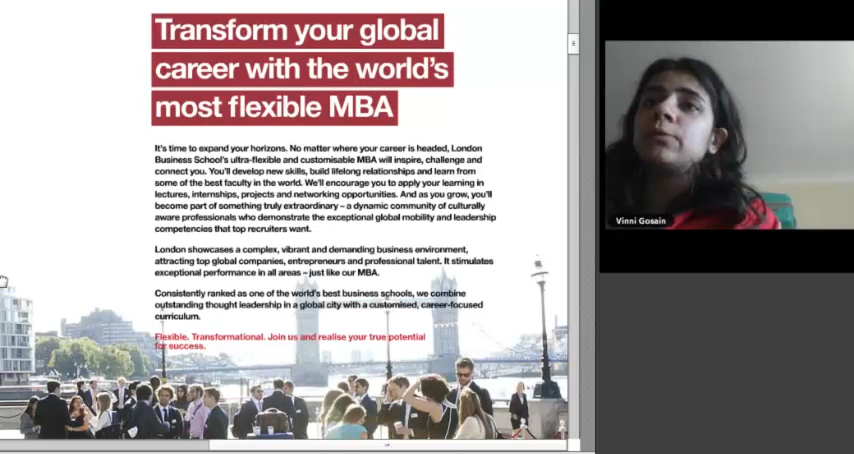 Transform your global
career with the world's
most flexible MBA
It's time to expand your horizons. No matter where your career is headed, London
Business School's ultra-flexible and customisable MBA will inspire, challenge and
connect you. You'll develop new skills, build lifelong relationships and learn from
some of the best faculty in the world. We'll encourage you to apply your learning in
lectures, internships, projects and networking opportunities. And as you grow, you'll
become part of something truly extraordinary – a dynamic community of culturally
aware professionals who demonstrate the exceptional global mobility and leadership
competencies that top recruiters want.
London showcases a complex, vibrant and demanding business environment,
attracting top global companies, entrepreneurs and professional talent. It stimulates
exceptional performance in all areas – just like our MBA.
Consistently ranked as one of the world's best business schools, we combine
outstanding thought leadership in a global city with a customised, career-focused
curriculum.
Flexible. Transformational. Join us and realise your true potential
for success.
Vinni Gosain